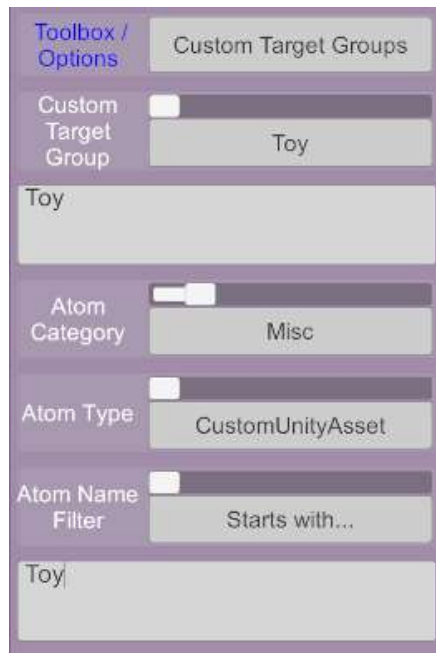 Toolbox /
Options
Custom Target Groups
Custom
Target
Group
Toy
Toy
Atom
Category
Misc
Atom Type
CustomUnityAsset
Atom Name
Filter
Starts with...
Toy